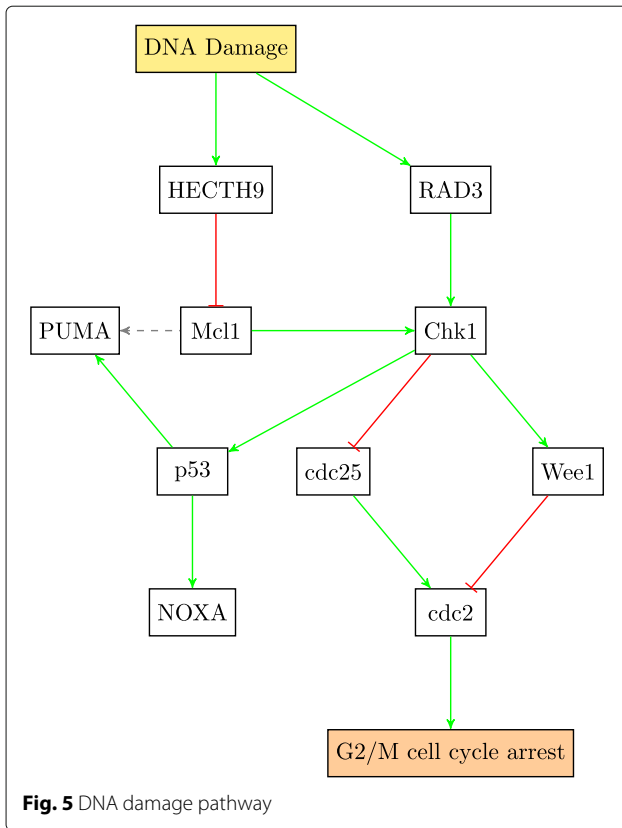 DNA Damage
HECTH9
RAD3
PUMA
Mcl1
Chk1
p53
cdc25
Wee1
NOXA
cdc2
G2/M cell cycle arrest
Fig. 5 DNA damage pathway